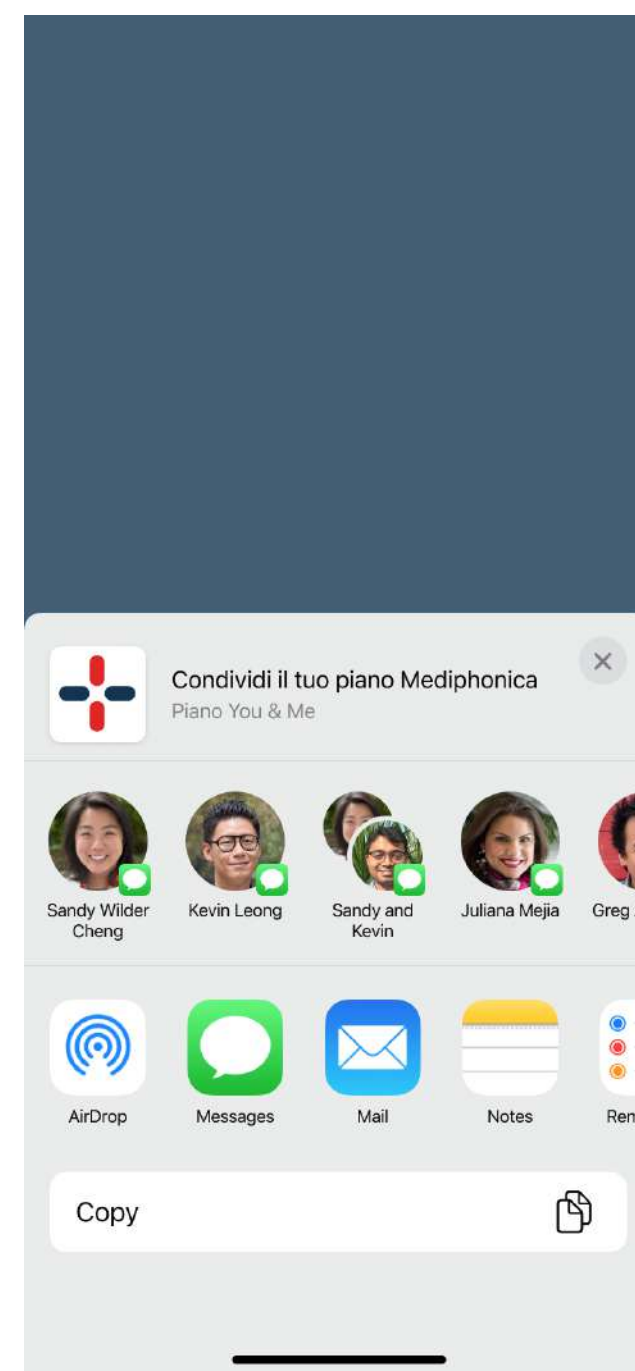 Condividi il tuo piano Mediphonica
Piano You & Me
Sandy Wilder
Cheng
Kevin Leong
Sandy and
Kevin
Juliana Mejia
Greg
AirDrop
Messages
Mail
Notes
Copy